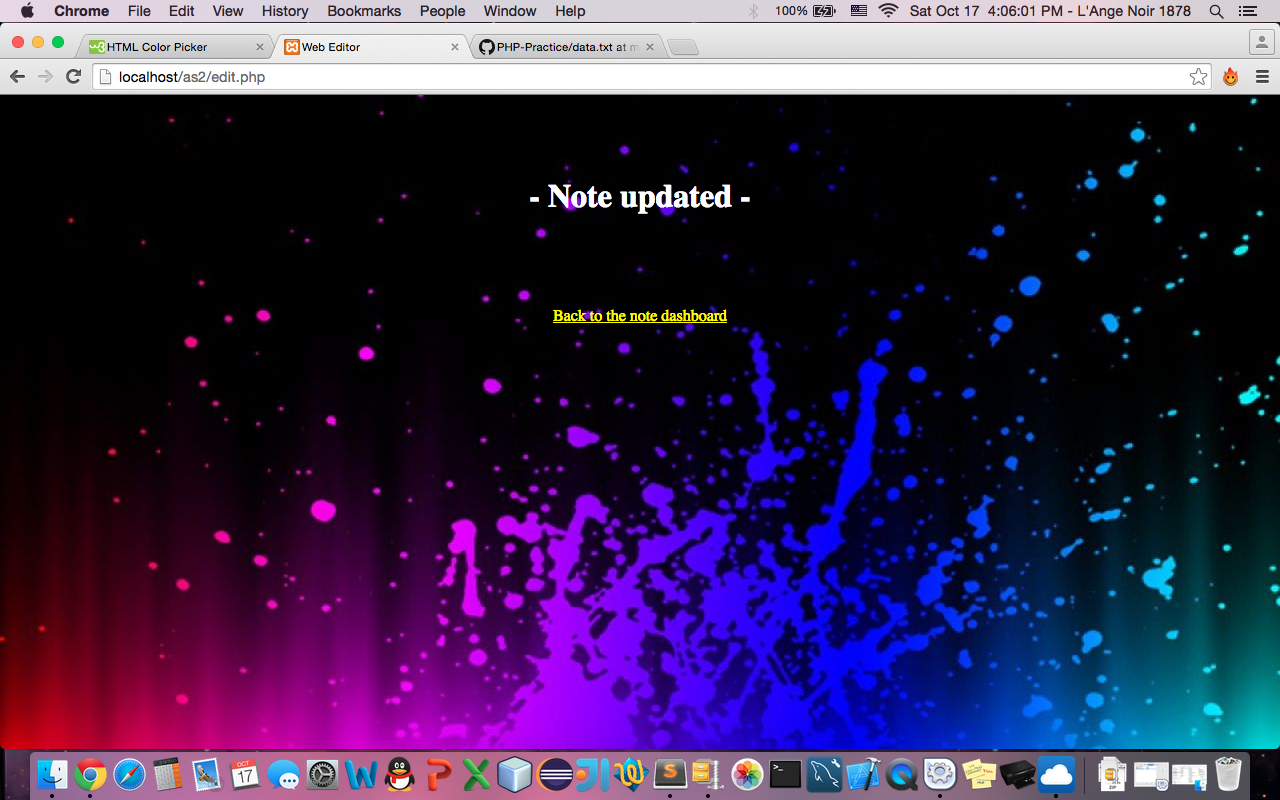 Chrome File Edit View History Bookmarks People Window Help 100% Sat Oct 17 4:06:01 PM - L'Ange Noir 1878
HTML Color Picker Web Editor PHP-Practice/data.txt at m
localhost/as2/edit.php
- Note updated -
Back to the note dashboard
OCT
17